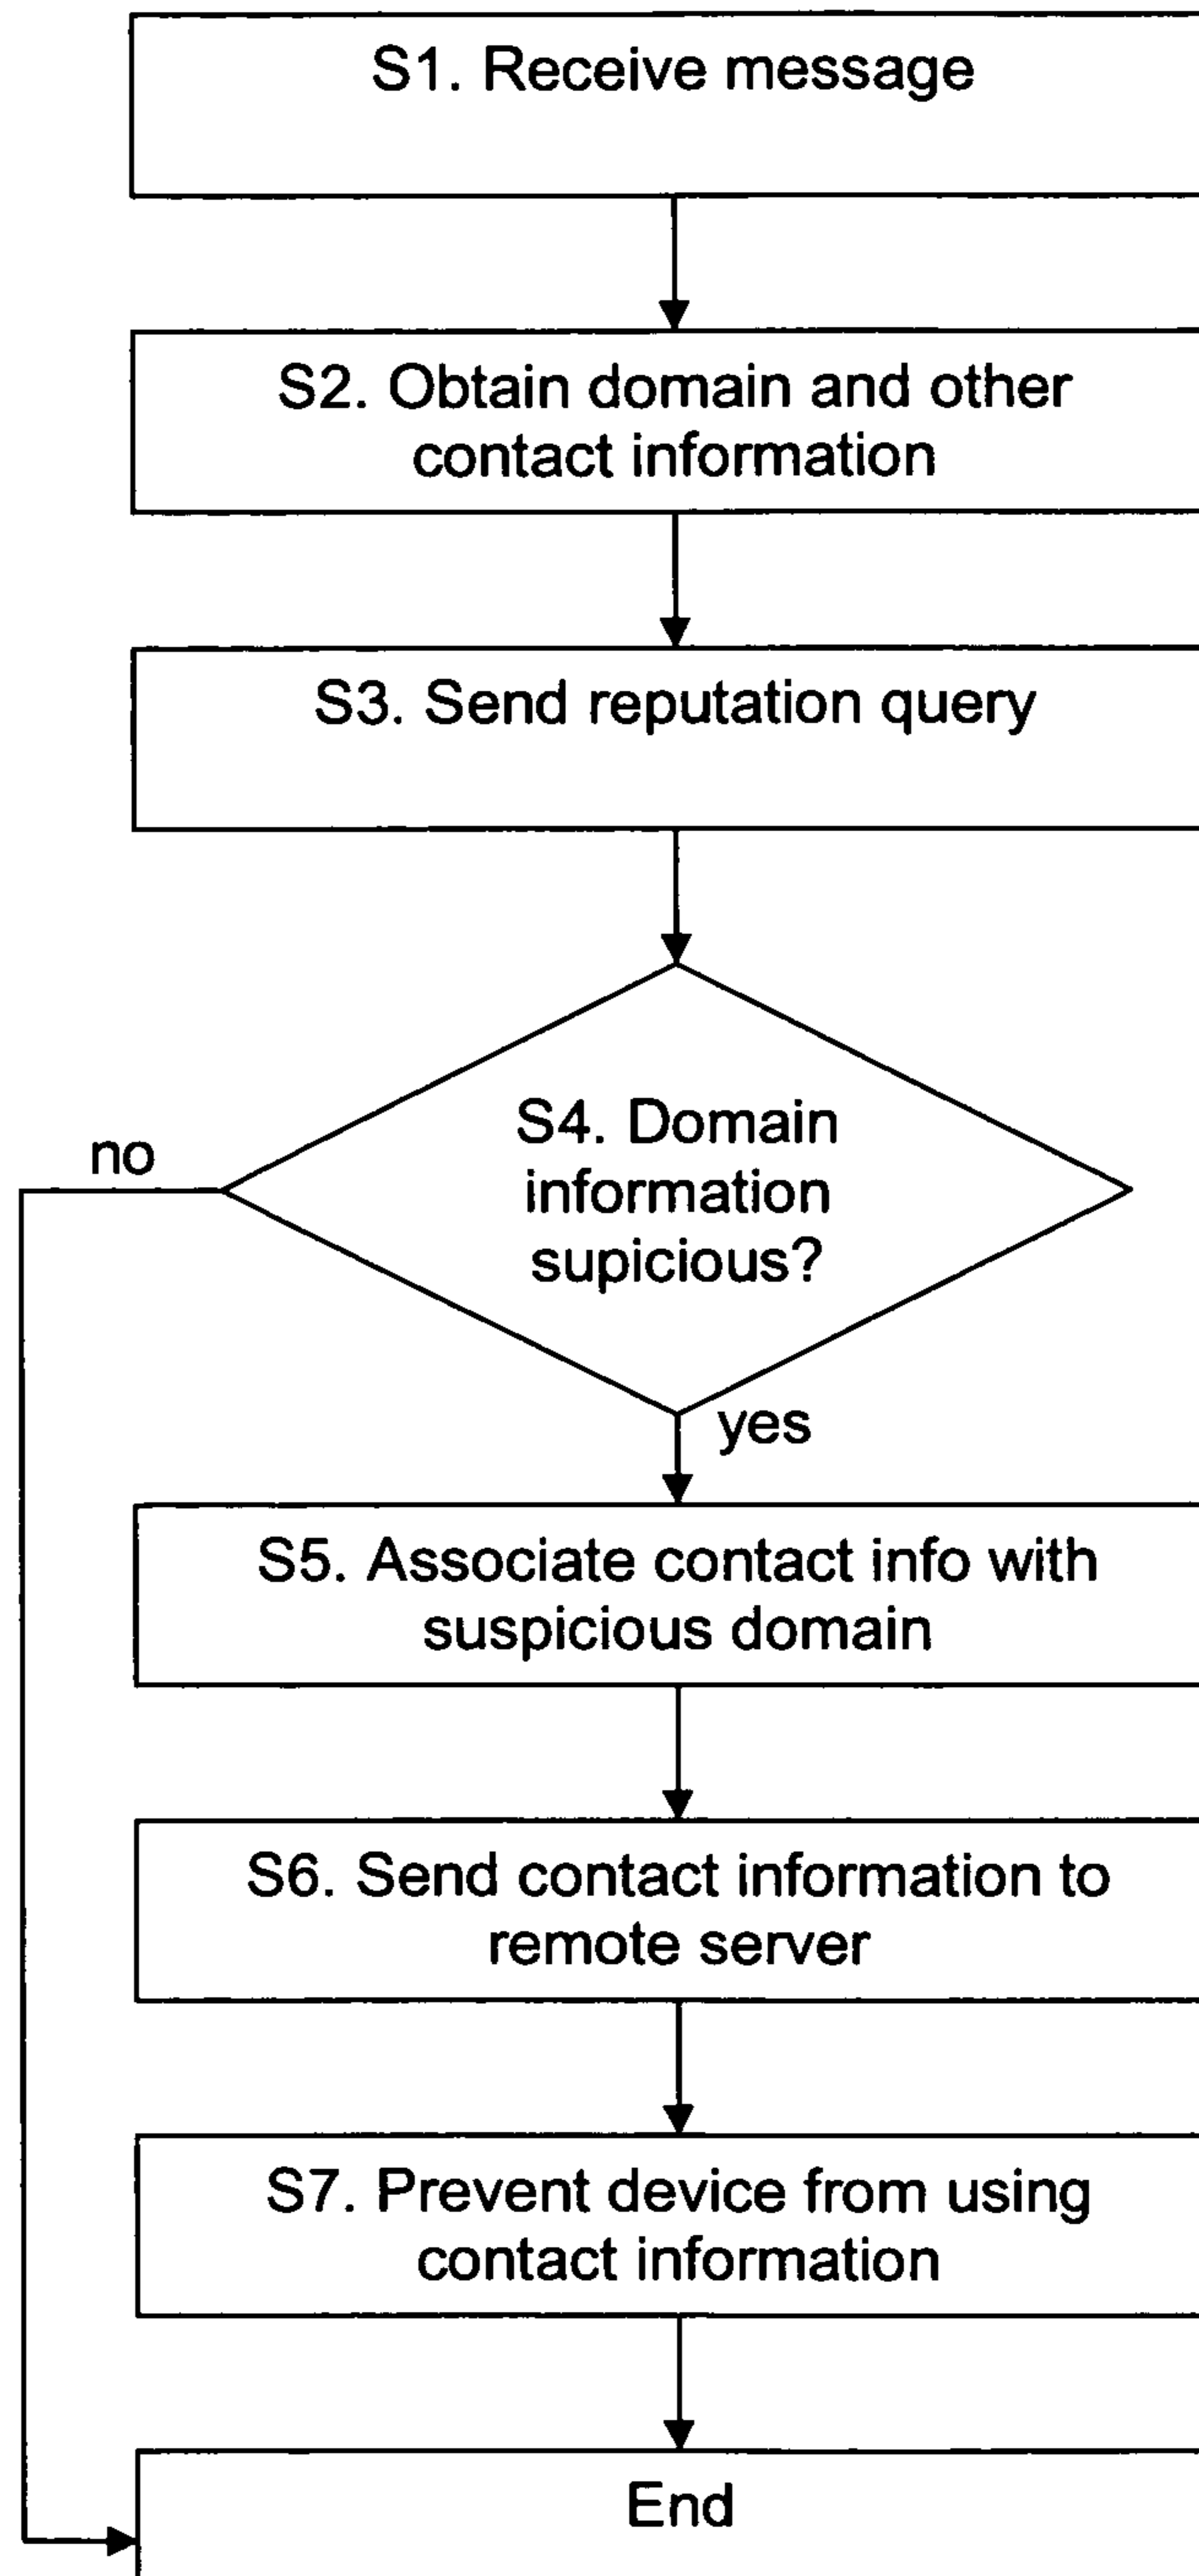 S1. Receive message
S2. Obtain domain and other
contact information
S3. Send reputation query
S4. Domain
information
supicious?
no
yes
S5. Associate contact info with
suspicious domain
S6. Send contact information to
remote server
S7. Prevent device from using
contact information
End